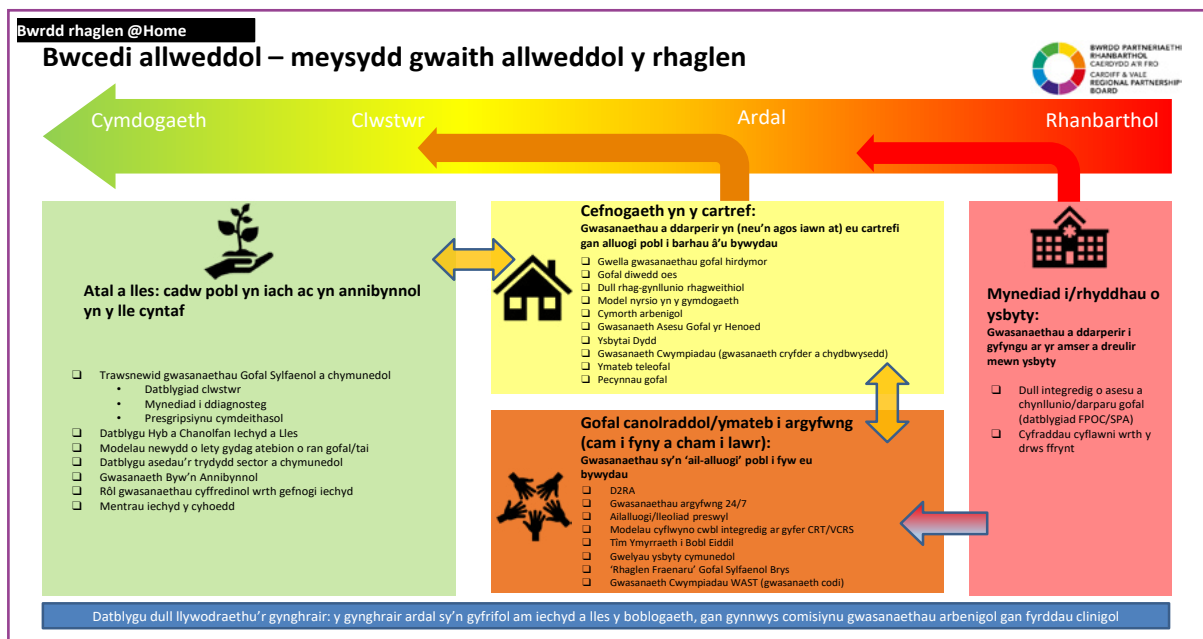 Bwrdd rhaglen @Home
Bwcedi allweddol – meysydd gwaith allweddol y rhaglen
BWRDD PARTNERIAETH
RHANBARTHOL
CAERDYDD A'R FRO
CARDIFF & VALE
REGIONAL PARTNERSHIP
BOARD
Cymdogaeth
Clwstwr
Ardal
Rhanbarthol
Atal a lles: cadw pobl yn iach ac yn annibynnol
yn y lle cyntaf
❑ Trawsnewid gwasanaethau Gofal Sylfaenol a chymunedol
• Datblygiad clwstwr
• Mynediad i ddiagnosteg
• Presgripsiynu cymdeithasol
❑ Datblygu Hyb a Chanolfan Iechyd a Lles
❑ Modelau newydd o lety gydag atebion o ran gofal/tai
❑ Datblygu asedau'r trydydd sector a chymunedol
❑ Gwasanaeth Byw'n Annibynnol
❑ Rôl gwasanaethau cyffredinol wrth gefnogi iechyd
❑ Mentrau iechyd y cyhoedd
Cefnogaeth yn y cartref:
Gwasanaethau a ddarperir yn (neu'n agos iawn at) eu cartrefi
gan alluogi pobl i barhau â'u bywydau
❑ Gwella gwasanaethau gofal hirdymor
❑ Gofal diwedd oes
❑ Dull rhag-gynllunio rhagweithiol
❑ Model nyrsio yn y gymdogaeth
❑ Cymorth arbenigol
❑ Gwasanaeth Asesu Gofal yr Henoed
❑ Ysbytai Dydd
❑ Gwasanaeth Cwympiadau (gwasanaeth cryfder a chydbwysedd)
❑ Ymateb teleofal
❑ Pecynnau gofal
Gofal canolraddol/ymateb i argyfwng
(cam i fyny a cham i lawr):
Gwasanaethau sy'n 'ail-alluogi' pobl i fyw eu
bywydau
❑ D2RA
❑ Gwasanaethau argyfwng 24/7
❑ Ailalluogi/lleoliad preswyl
❑ Modelau cyflwyno cwbl integredig ar gyfer CRT/VCRS
❑ Tîm Ymyrraeth i Bobl Eiddil
❑ Gwelyau ysbyty cymunedol
❑ 'Rhaglen Fraenaru' Gofal Sylfaenol Brys
❑ Gwasanaeth Cwympiadau WAST (gwasanaeth codi)
Mynediad i/rhyddhau o
ysbyty:
Gwasanaethau a ddarperir i
gyfyngu ar yr amser a dreulir
mewn ysbyty
❑ Dull integredig o asesu a
chynllunio/darparu gofal
(datblygiad FPOC/SPA)
❑ Cyfraddau cyflawni wrth y
drws ffrynt
Datblygu dull llywodraethu'r gynghrair: y gynghrair ardal sy'n gyfrifol am iechyd a lles y boblogaeth, gan gynnwys comisiynu gwasanaethau arbenigol gan fyrddau clinigol